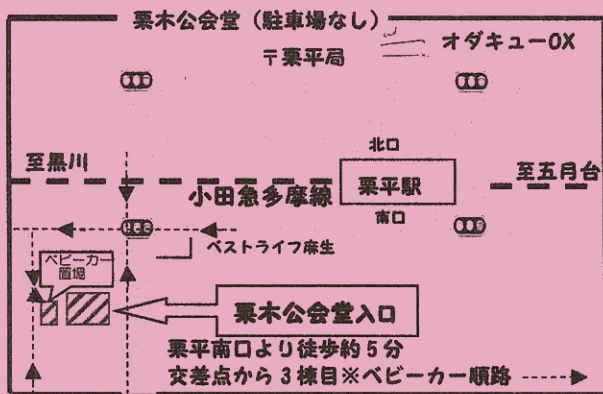 栗木公会堂(駐車場なし)
オダキューOX
〒栗平局
北口
至黒川
栗平駅
至五月台
小田急多摩線
南口
ベストライフ麻生
ベビーカー
置場
栗木公会堂入口
栗平南口より徒歩約5分
交差点から3棟目※ベビーカー順路